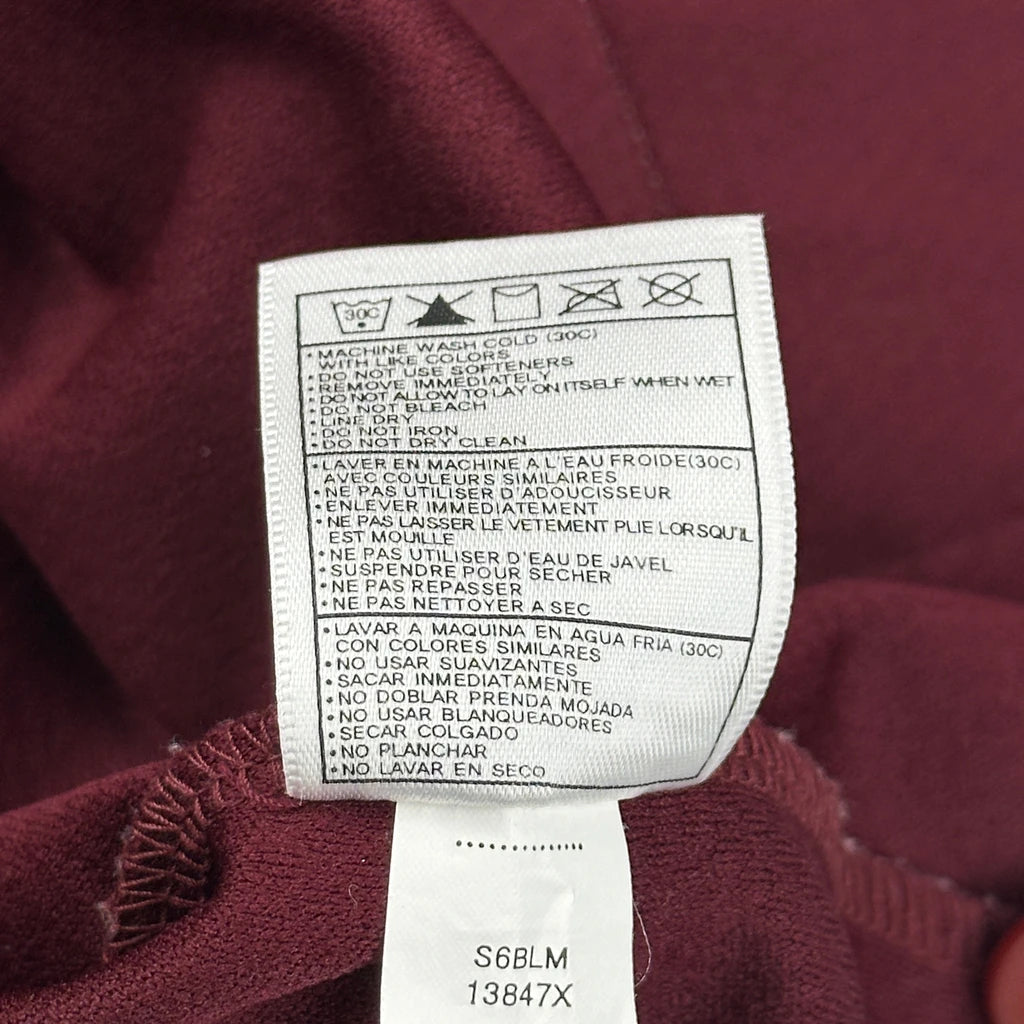 30C
• MACHINE WASH COLD (30C)
WITH LIKE COLORS
• DO NOT USE SOFTENERS
• REMOVE IMMEDIATELY
• DO NOT ALLOW TO LAY ON ITSELF WHEN WET
• DO NOT BLEACH
• LINE DRY
• DO NOT IRON
• DO NOT DRY CLEAN
• LAVER EN MACHINE A L'EAU FROIDE(30C)
AVEC COULEURS SIMILAIRES
• NE PAS UTILISER D'ADOUCISSEUR
• ENLEVER IMMEDIATEMENT
• NE PAS LAISSER LE VETEMENT PLIE LORSQU'IL
EST MOUILLE
• NE PAS UTILISER D'EAU DE JAVEL
• SUSPENDRE POUR SECHER
• NE PAS REPASSER
• NE PAS NETTOYER A SEC
• LAVAR A MAQUINA EN AGUA FRIA (30C)
CON COLORES SIMILARES
• NO USAR SUAVIZANTES
• SACAR INMEDIATAMENTE
• NO DOBLAR PRENDA MOJADA
• NO USAR BLANQUEADORES
• SECAR COLGADO
• NO PLANCHAR
• NO LAVAR EN SECO
S6BLM
13847X